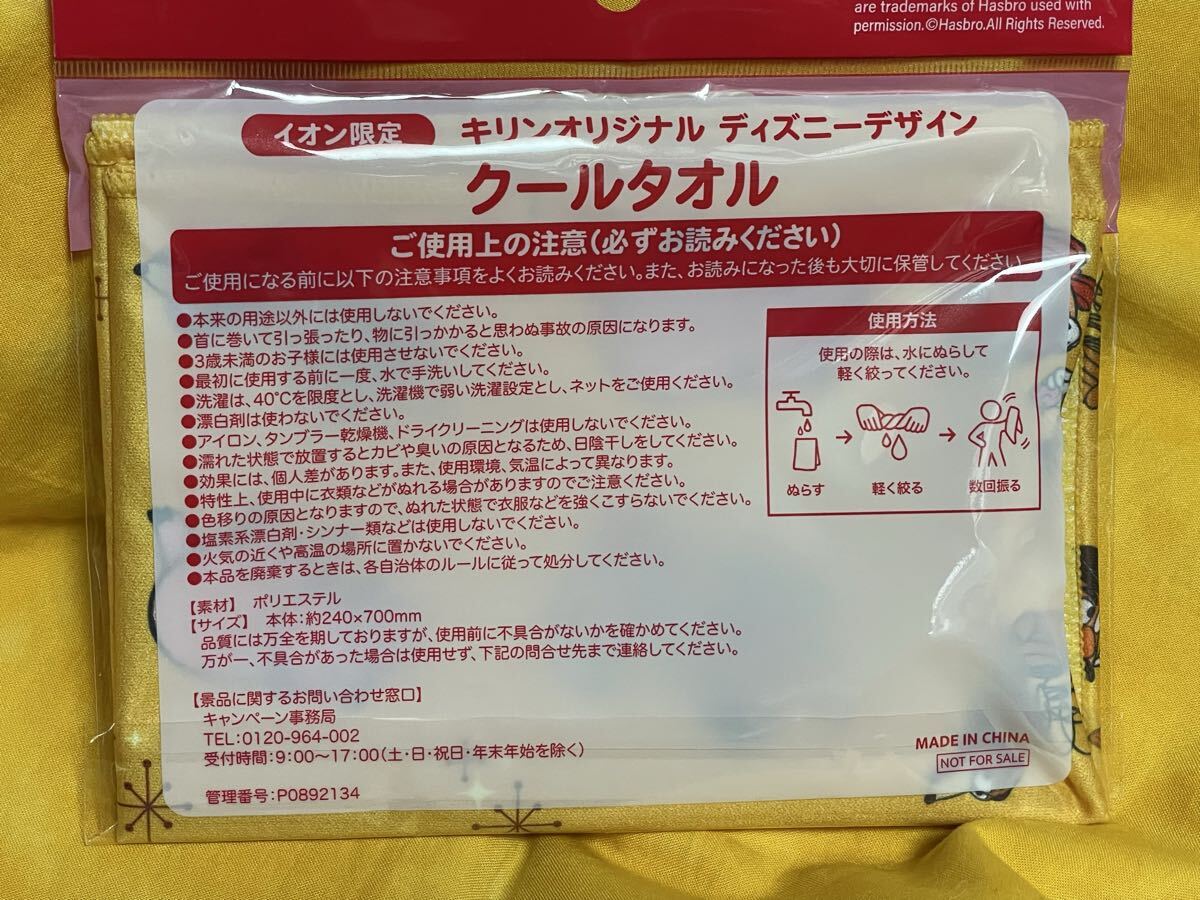 are trademarks of Hasbro used with
permission.©Hasbro.All Rights Reserved.
イオン限定 キリンオリジナル ディズニーデザイン
クールタオル
ご使用上の注意(必ずお読みください)
ご使用になる前に以下の注意事項をよくお読みください。また、お読みになった後も大切に保管してください。
●本来の用途以外には使用しないでください。
●首に巻いて引っ張ったり、物に引っかかると思わぬ事故の原因になります。
●3歳未満のお子様には使用させないでください。
●最初に使用する前に一度、水で手洗いしてください。
●洗濯は、40℃を限度とし、洗濯機で弱い洗濯設定とし、ネットをご使用ください。
●漂白剤は使わないでください。
●アイロン、タンブラー乾燥機、ドライクリーニングは使用しないでください。
●濡れた状態で放置するとカビや臭いの原因となるため、日陰干しをしてください。
●効果には、個人差があります。また、使用環境、気温によって異なります。
●特性上、使用中に衣類などがぬれる場合がありますのでご注意ください。
●色移りの原因となりますので、ぬれた状態で衣服などを強くこすらないでください。
●塩素系漂白剤・シンナー類などは使用しないでください。
●火気の近くや高温の場所に置かないでください。
●本品を廃棄するときは、各自治体のルールに従って処分してください。
使用方法
使用の際は、水にぬらして
軽く絞ってください。
ぬらす
軽く絞る
数回振る
【素材】 ポリエステル
【サイズ】 本体:約240×700mm
品質には万全を期しておりますが、使用前に不具合がないかを確かめてください。
万が一、不具合があった場合は使用せず、下記の問合せ先まで連絡してください。
【景品に関するお問い合わせ窓口】
キャンペーン事務局
TEL:0120-964-002
受付時間:9:00〜17:00(土・日・祝日・年末年始を除く)
管理番号:P0892134
MADE IN CHINA
NOT FOR SALE